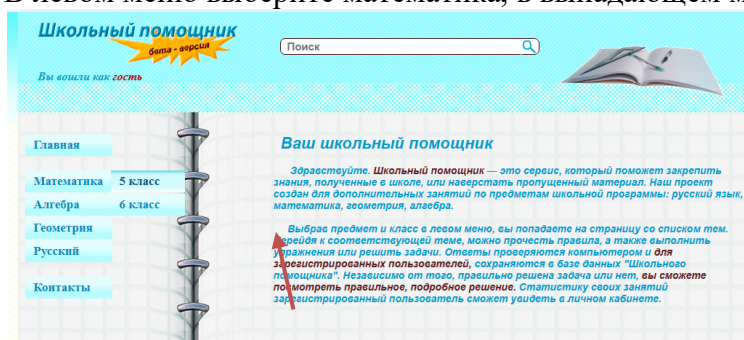 В левом меню выберите математика, в выпадающем м
Школьный помощник
бета - версия
Поиск
Вы вошли как гость
Главная
Математика 5 класс
Алгебра 6 класс
Геометрия
Русский
Контакты
Ваш школьный помощник
Здравствуйте. Школьный помощник — это сервис, который поможет закрепить
знания, полученные в школе, или наверстать пропущенный материал. Наш проект
создан для дополнительных занятий по предметам школьной программы: русский язык,
математика, геометрия, алгебра.
Выбрав предмет и класс в левом меню, вы попадаете на страницу со списком тем.
Перейдя к соответствующей теме, можно прочесть правила, а также выполнить
упражнения или решить задачи. Ответы проверяются компьютером и для
зарегистрированных пользователей, сохраняются в базе данных "Школьного
помощника". Независимо от того, правильно решена задача или нет, вы сможете
посмотреть правильное, подробное решение. Статистику своих занятий
зарегистрированный пользователь сможет увидеть в личном кабинете.